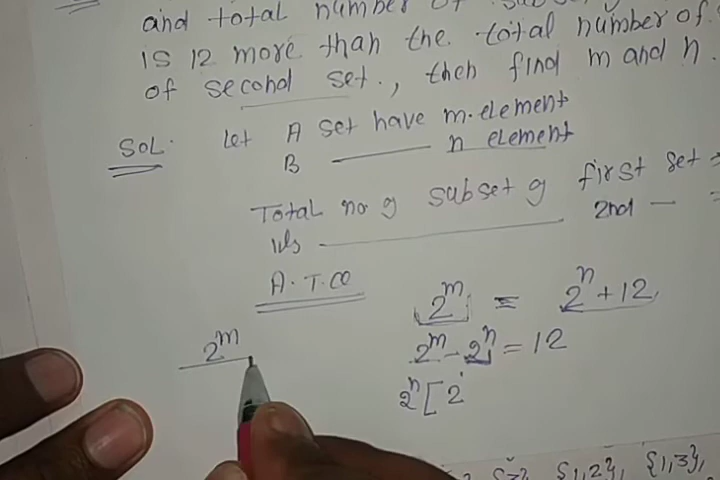 and total number of
is 12 more than the total number of
of second set., then find m and n.
SOL. Let A set have m.element
B —— n element
Total no g subset g first set =
11ly —— 2nd — =
A.T.Q
2^m = 2^n + 12
2^m - 2^n = 12
2^n [ 2
2^m
{1,2}, {1,3},